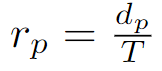 r_p = \frac{d_p}{T}